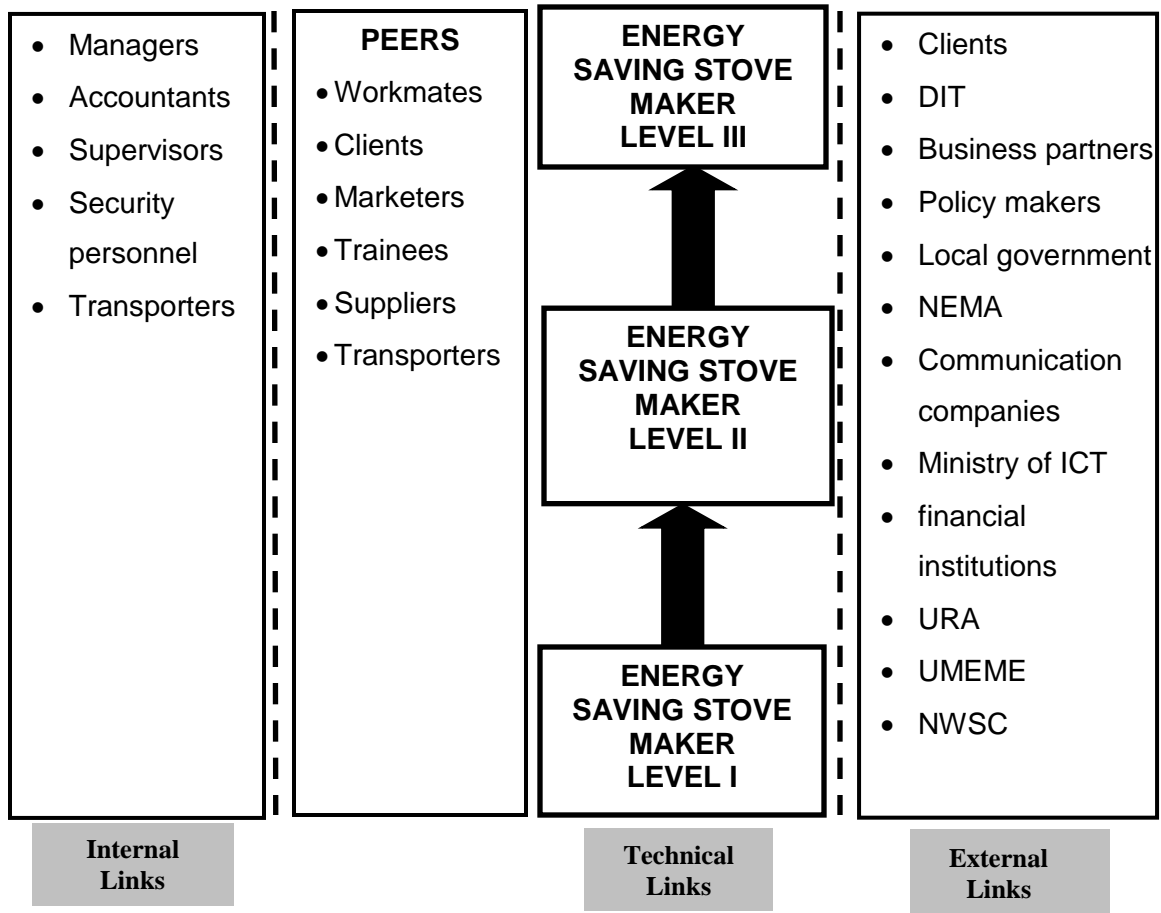 Managers
Accountants
Supervisors
Security
personnel
Transporters
PEERS
Workmates
Clients
Marketers
Trainees
Suppliers
Transporters
ENERGY
SAVING STOVE
MAKER
LEVEL III
ENERGY
SAVING STOVE
MAKER
LEVEL II
ENERGY
SAVING STOVE
MAKER
LEVEL I
Clients
DIT
Business partners
Policy makers
Local government
NEMA
Communication
companies
Ministry of ICT
financial
institutions
URA
UMEME
NWSC
Internal
Links
Technical
Links
External
Links